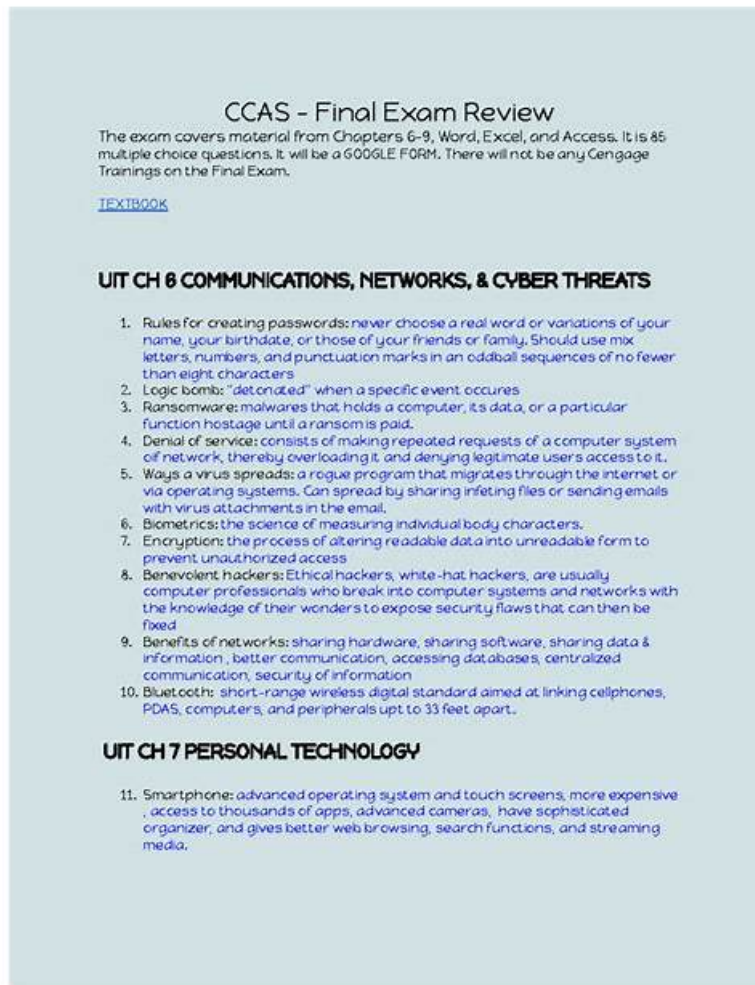 CCAS - Final Exam Review
The exam covers material from Chapters 6-9, Word, Excel, and Access. It is 85
multiple choice questions. It will be a GOOGLE FORM. There will not be any Cengage
Trainings on the Final Exam.
TEXTBOOK
UIT CH 6 COMMUNICATIONS, NETWORKS, & CYBER THREATS
1. Rules for creating passwords: never choose a real word or variations of your
name, your birthdate, or those of your friends or family. Should use mix
letters, numbers, and punctuation marks in an oddball sequences of no fewer
than eight characters
2. Logic bomb: "detonated" when a specific event occures
3. Ransomware: malwares that holds a computer, its data, or a particular
function hostage until a ransom is paid.
4. Denial of service: consists of making repeated requests of a computer system
oif network, thereby overloading it and denying legitimate users access to it.
5. Ways a virus spreads: a rogue program that migrates through the internet or
via operating systems. Can spread by sharing infeting files or sending emails
with virus attachments in the email.
6. Biometrics: the science of measuring individual body characters.
7. Encryption: the process of altering readable data into unreadable form to
prevent unauthorized access
8. Benevolent hackers: Ethical hackers, white-hat hackers, are usually
computer professionals who break into computer systems and networks with
the knowledge of their wonders to expose security flaws that can then be
fixed
9. Benefits of networks: sharing hardware, sharing software, sharing data &
information , better communication, accessing databases, centralized
communication, security of information
10. Bluetooth: short-range wireless digital standard aimed at linking cellphones,
PDAS, computers, and peripherals upt to 33 feet apart.
UIT CH 7 PERSONAL TECHNOLOGY
11. Smartphone: advanced operating system and touch screens, more expensive
, access to thousands of apps, advanced cameras, have sophisticated
organizer, and gives better web browsing, search functions, and streaming
media.